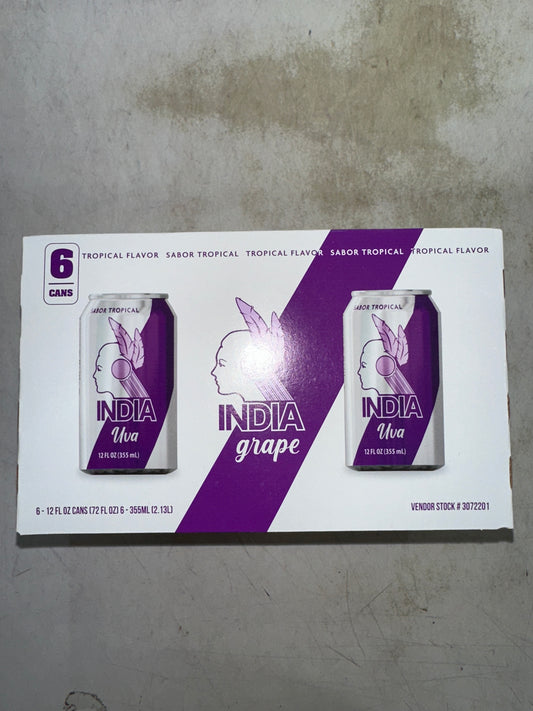 6
CANS
TROPICAL FLAVOR SABOR TROPICAL TROPICAL FLAVOR SABOR TROPICAL TROPICAL FLAVOR
SABOR TROPICAL
INDIA
Uva
12 FL OZ (355 mL)
INDIA
grape
SABOR TROPICAL
INDIA
Uva
12 FL OZ (355 mL)
6 - 12 FL OZ CANS (72 FL OZ) 6 - 355ML (2.13L)
VENDOR STOCK # 3072201